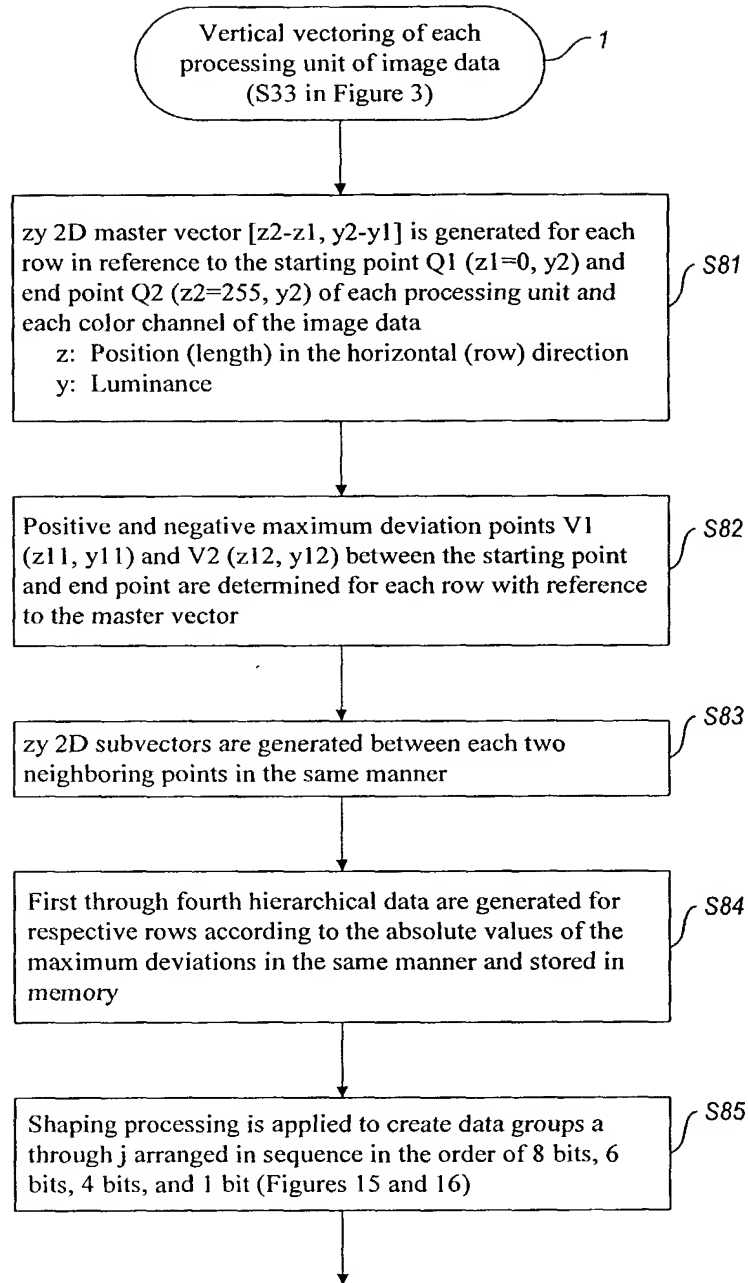 Vertical vectoring of each
processing unit of image data
(S33 in Figure 3)
1
zy 2D master vector [z2-z1, y2-y1] is generated for each
row in reference to the starting point Q1 (z1=0, y2) and
end point Q2 (z2=255, y2) of each processing unit and
each color channel of the image data
z: Position (length) in the horizontal (row) direction
y: Luminance
S81
Positive and negative maximum deviation points V1
(z11, y11) and V2 (z12, y12) between the starting point
and end point are determined for each row with reference
to the master vector
S82
zy 2D subvectors are generated between each two
neighboring points in the same manner
S83
First through fourth hierarchical data are generated for
respective rows according to the absolute values of the
maximum deviations in the same manner and stored in
memory
S84
Shaping processing is applied to create data groups a
through j arranged in sequence in the order of 8 bits, 6
bits, 4 bits, and 1 bit (Figures 15 and 16)
S85